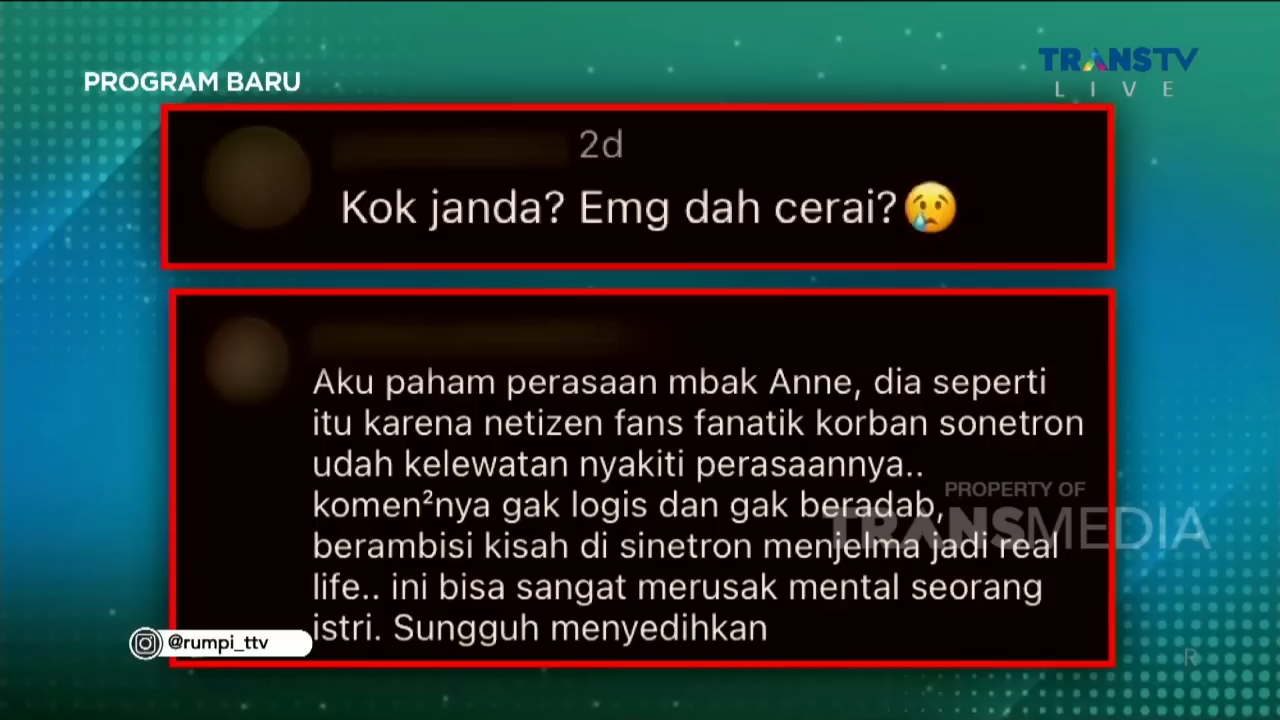 PROGRAM BARU
TRANSTV
LIVE
2d
Kok janda? Emg dah cerai?😢
Aku paham perasaan mbak Anne, dia seperti
itu karena netizen fans fanatik korban sonetron
udah kelewatan nyakiti perasaannya..
komen²nya gak logis dan gak beradab,
berambisi kisah di sinetron menjelma jadi real
life.. ini bisa sangat merusak mental seorang
istri. Sungguh menyedihkan
PROPERTY OF
TRANSMEDIA
@rumpi_ttv
R